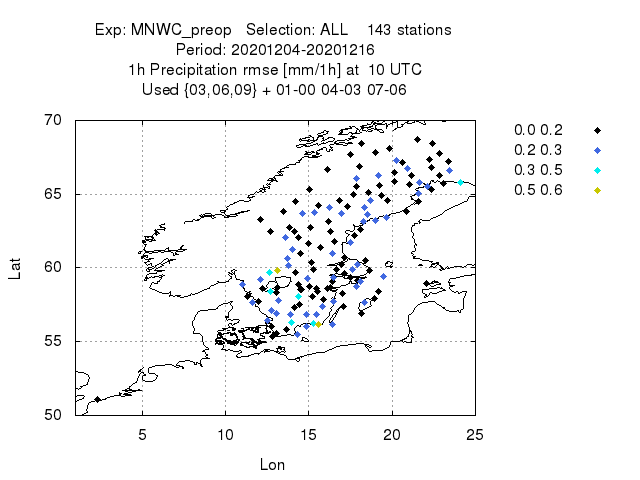 Exp: MNWC_preop Selection: ALL 143 stations
Period: 20201204-20201216
1h Precipitation rmse [mm/1h] at 10 UTC
Used {03,06,09} + 01-00 04-03 07-06
70
65
60
55
50
Lat
5 10 15 20 25
Lon
0.0 0.2
0.2 0.3
0.3 0.5
0.5 0.6